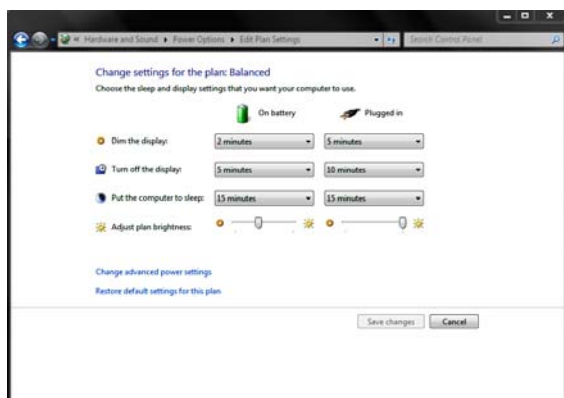 « Hardware and Sound ▸ Power Options ▸ Edit Plan Settings
Search Control Panel
Change settings for the plan: Balanced
Choose the sleep and display settings that you want your computer to use.
On battery Plugged in
Dim the display: 2 minutes 5 minutes
Turn off the display: 5 minutes 10 minutes
Put the computer to sleep: 15 minutes 15 minutes
Adjust plan brightness:
Change advanced power settings
Restore default settings for this plan
Save changes Cancel